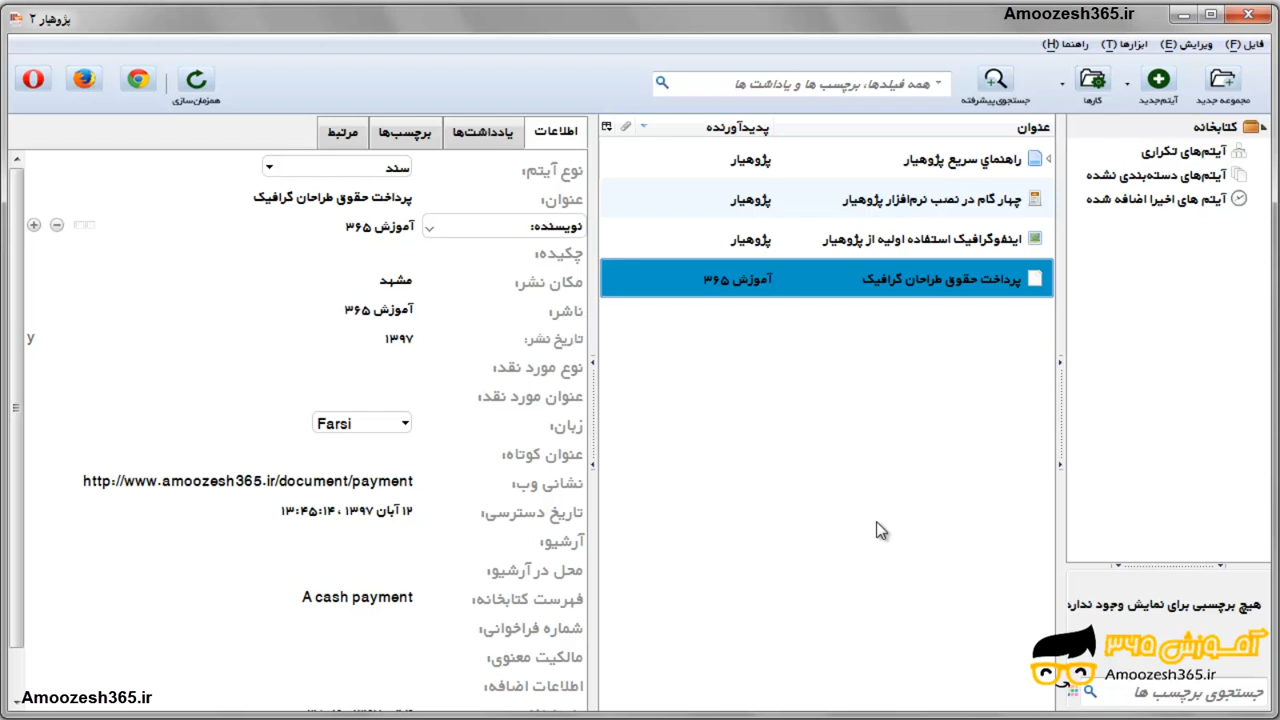 پژوهیار ۲
Amoozesh365.ir
فایل (F) ویرایش (E) ابزارها (T) راهنما (H)
مجموعه جدید
آیتم‌جدید
کارها
جستجوی‌پیشرفته
همه فیلدها، برچسب ها و یاداشت ها
همزمان‌سازی
کتابخانه
آیتم‌های تکراری
آیتم‌های دسته‌بندی نشده
آیتم های اخیرا اضافه شده
عنوان پدیدآورنده
راهنماي سریع پژوهیار پژوهیار
چهار گام در نصب نرم‌افزار پژوهیار پژوهیار
اینفوگرافیک استفاده اولیه از پژوهیار پژوهیار
پرداخت حقوق طراحان گرافیک آموزش ۳۶۵
اطلاعات یادداشت‌ها برچسب‌ها مرتبط
نوع آیتم: سند
عنوان: پرداخت حقوق طراحان گرافیک
نویسنده: آموزش ۳۶۵
چکیده:
مکان نشر: مشهد
ناشر: آموزش ۳۶۵
تاریخ نشر: ۱۳۹۷ y
نوع مورد نقد:
عنوان مورد نقد:
زبان: Farsi
عنوان کوتاه:
نشانی وب: http://www.amoozesh365.ir/document/payment
تاریخ دسترسی: ۱۲ آبان ۱۳۹۷ ، ۱۳:۴۵:۱۴
آرشیو:
محل در آرشیو:
فهرست کتابخانه: A cash payment
شماره فراخوانی:
مالکیت معنوی:
اطلاعات اضافه:
هیچ برچسبی برای نمایش وجود ندارد
آموزش ۳۶۵
Amoozesh365.ir
جستجوی برچسب ها
Amoozesh365.ir